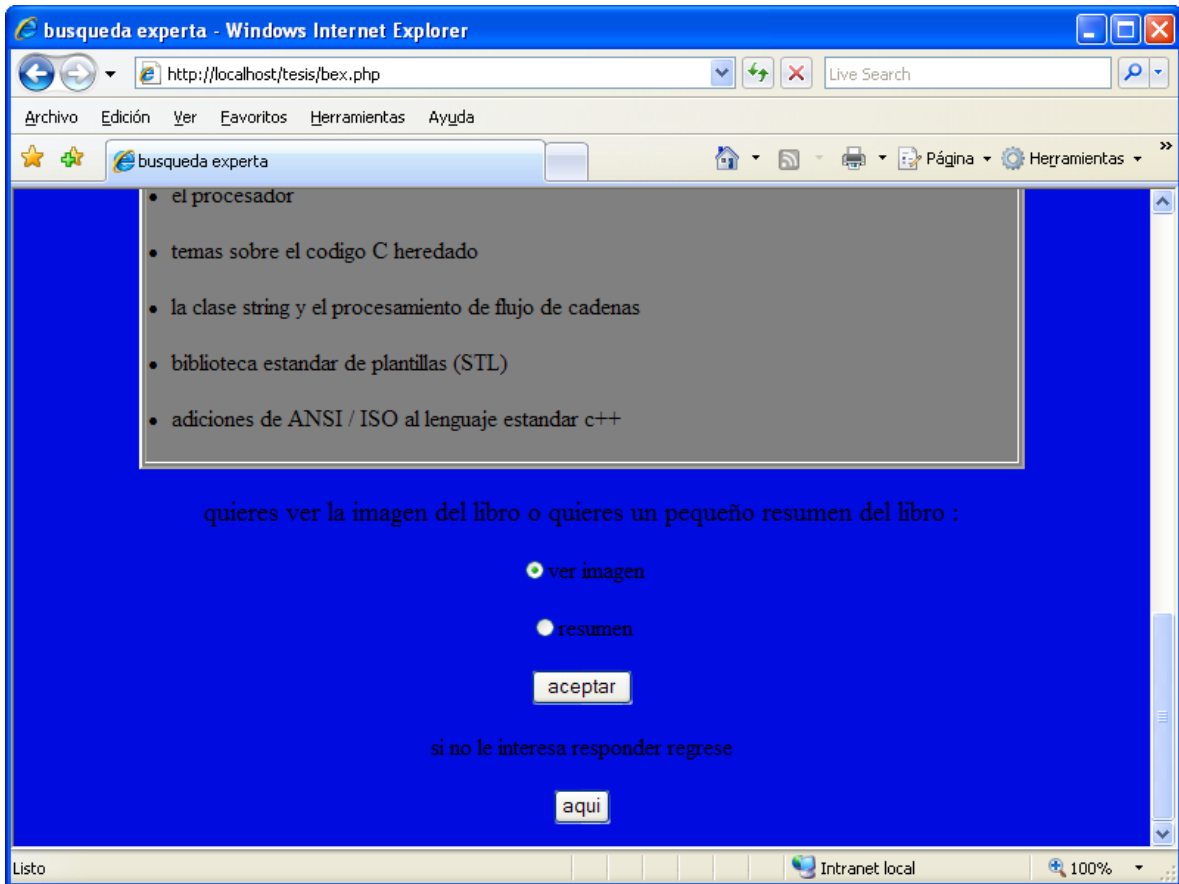 busqueda experta - Windows Internet Explorer
http://localhost/tesis/bex.php
Live Search
Archivo Edición Ver Favoritos Herramientas Ayuda
busqueda experta
Página Herramientas »
• el procesador
• temas sobre el codigo C heredado
• la clase string y el procesamiento de flujo de cadenas
• biblioteca estandar de plantillas (STL)
• adiciones de ANSI / ISO al lenguaje estandar c++
quieres ver la imagen del libro o quieres un pequeño resumen del libro :
ver imagen
resumen
aceptar
si no le interesa responder regrese
aqui
Listo Intranet local 100%